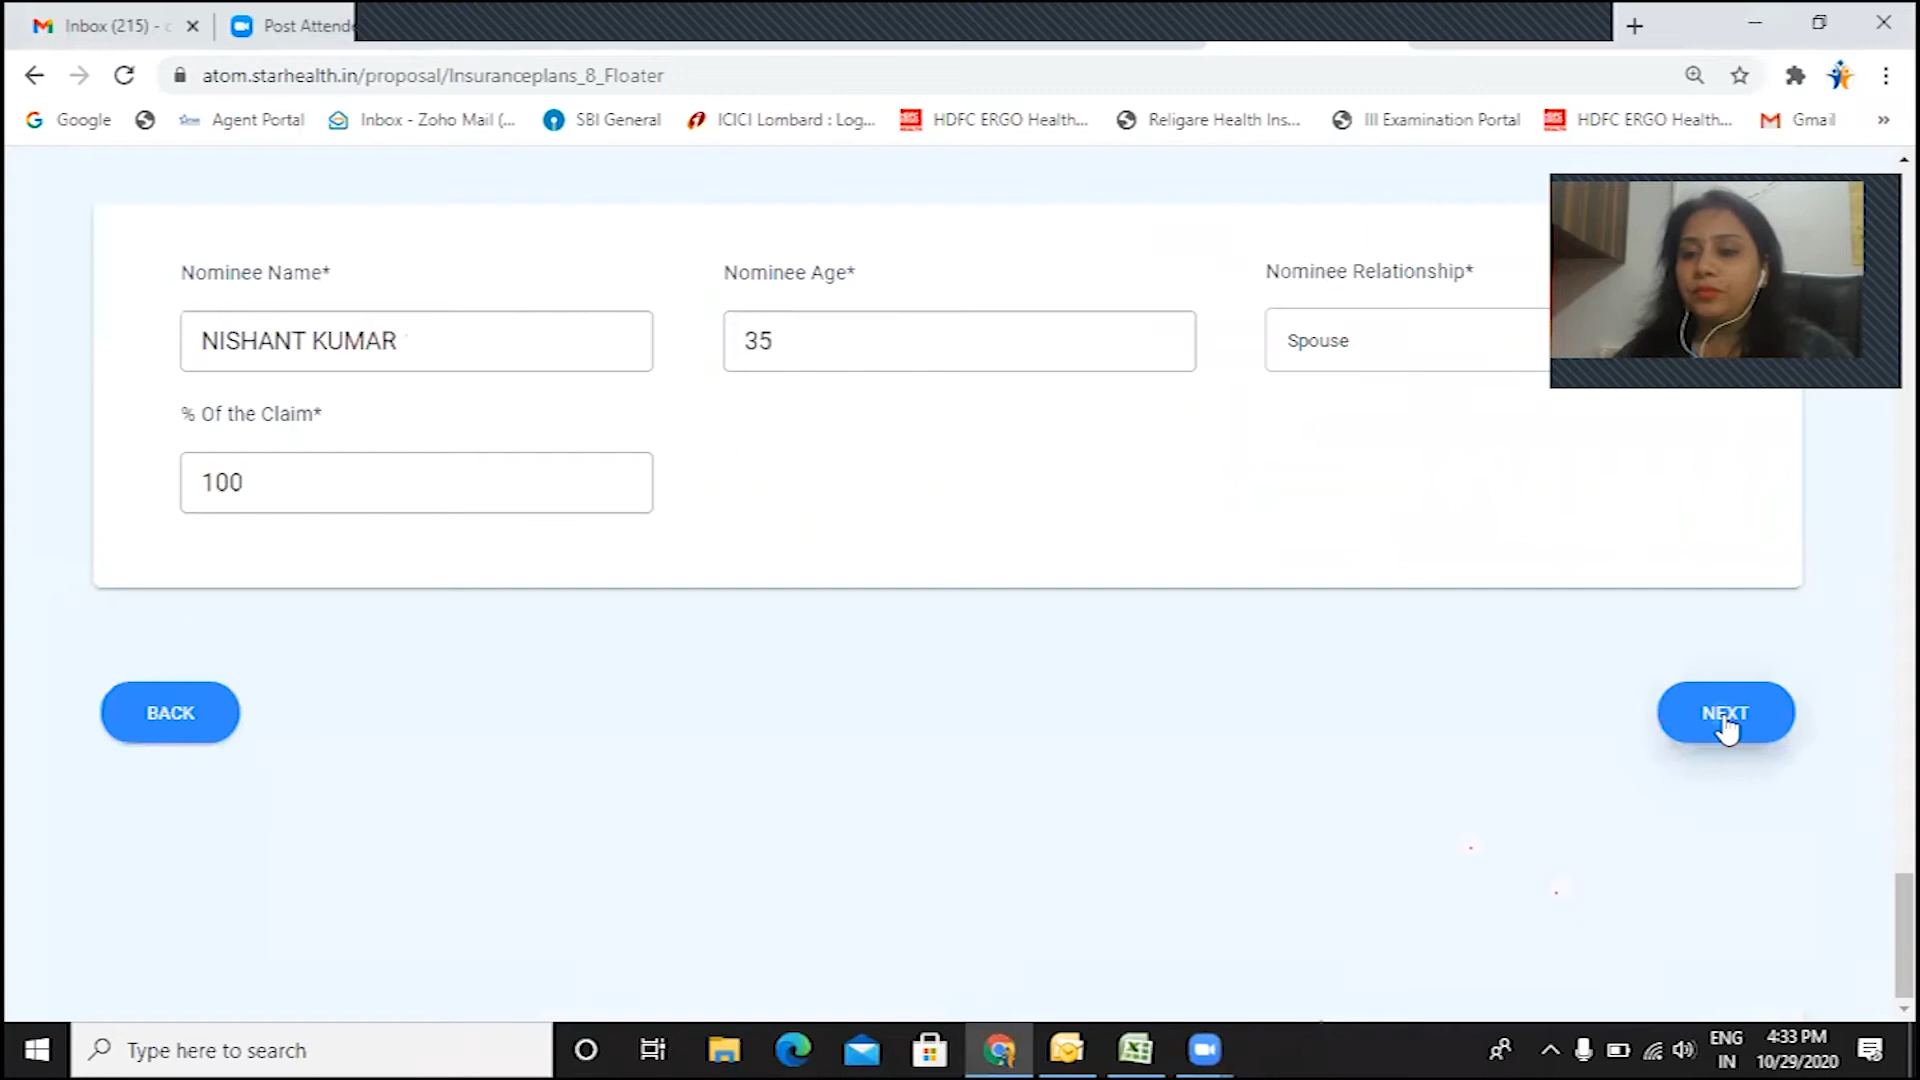 Inbox (215) - c
Post Attende
atom.starhealth.in/proposal/Insuranceplans_8_Floater
Google
Agent Portal
Inbox - Zoho Mail (...
SBI General
ICICI Lombard : Log...
HDFC ERGO Health...
Religare Health Ins...
III Examination Portal
HDFC ERGO Health...
Gmail
»
Nominee Name*
Nominee Age*
Nominee Relationship*
NISHANT KUMAR
35
Spouse
% Of the Claim*
100
BACK
NEXT
Type here to search
ENG
IN
4:33 PM
10/29/2020